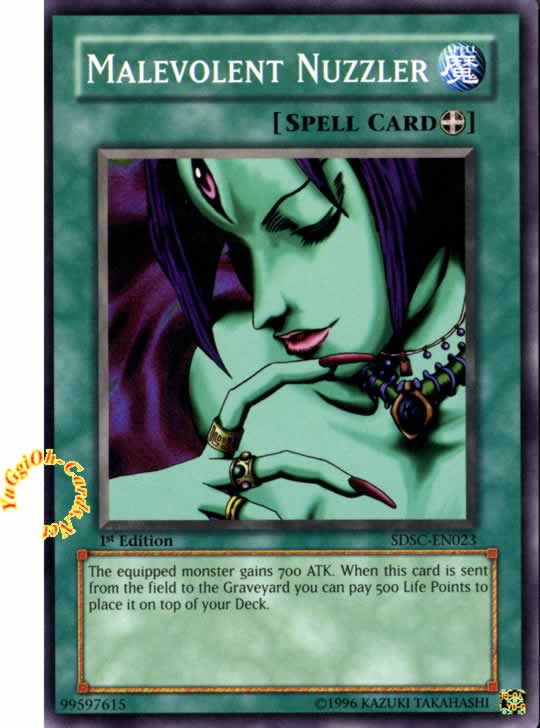 MALEVOLENT NUZZLER
SPELL
魔
[SPELL CARD]
YuGgiOh-Cards.Net
1st Edition
SDSC-EN023
The equipped monster gains 700 ATK. When this card is sent
from the field to the Graveyard you can pay 500 Life Points to
place it on top of your Deck.
99597615
©1996 KAZUKI TAKAHASHI